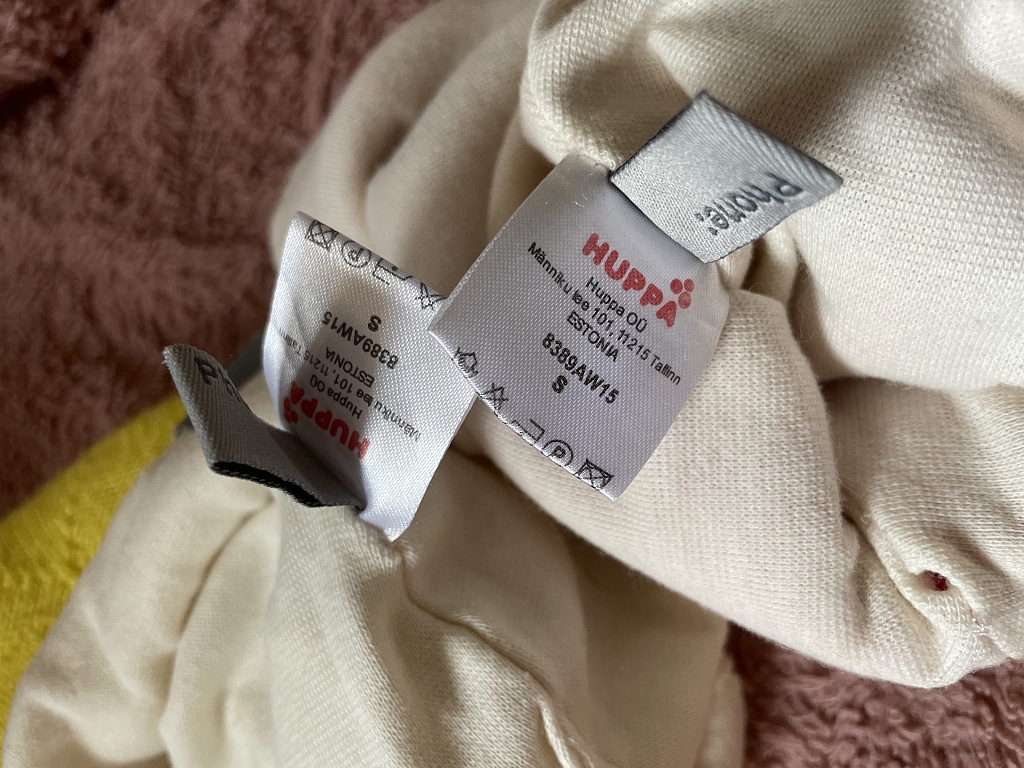 Phone:
HUPPA
Huppa OÜ
Männiku tee 101, 11215 Tallinn
ESTONIA
8389AW15
S
P
HUPPA
Huppa OÜ
Männiku tee 101, 11215 Tallinn
ESTONIA
8389AW15
S
P